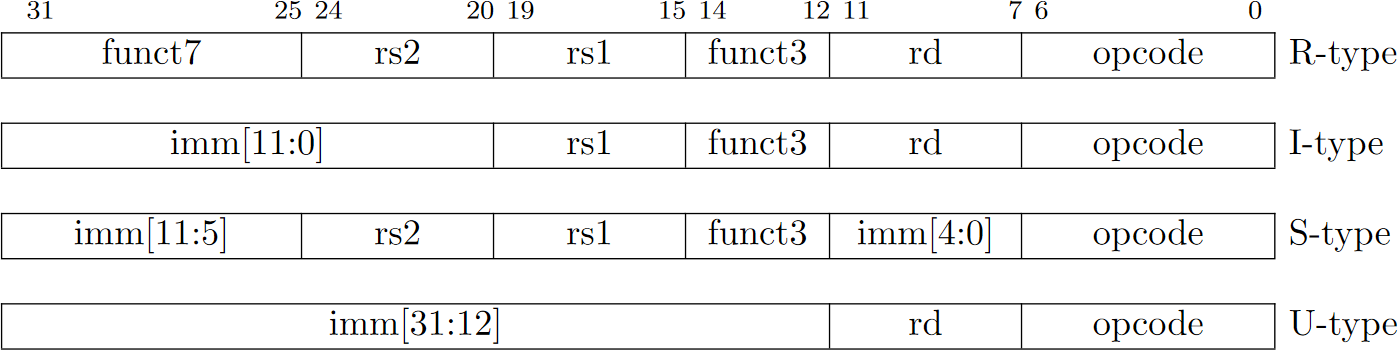 31 25 24 20 19 15 14 12 11 7 6 0
funct7 rs2 rs1 funct3 rd opcode R-type
imm[11:0] rs1 funct3 rd opcode I-type
imm[11:5] rs2 rs1 funct3 imm[4:0] opcode S-type
imm[31:12] rd opcode U-type